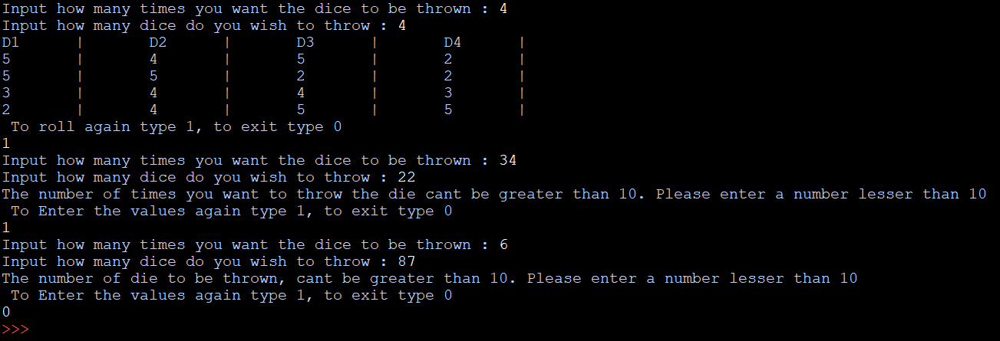 Input how many times you want the dice to be thrown : 4
Input how many dice do you wish to throw : 4
D1 | D2 | D3 | D4 |
5 | 4 | 5 | 2 |
5 | 5 | 2 | 2 |
3 | 4 | 4 | 3 |
2 | 4 | 5 | 5 |
To roll again type 1, to exit type 0
1
Input how many times you want the dice to be thrown : 34
Input how many dice do you wish to throw : 22
The number of times you want to throw the die cant be greater than 10. Please enter a number lesser than 10
To Enter the values again type 1, to exit type 0
1
Input how many times you want the dice to be thrown : 6
Input how many dice do you wish to throw : 87
The number of die to be thrown, cant be greater than 10. Please enter a number lesser than 10
To Enter the values again type 1, to exit type 0
0
>>>